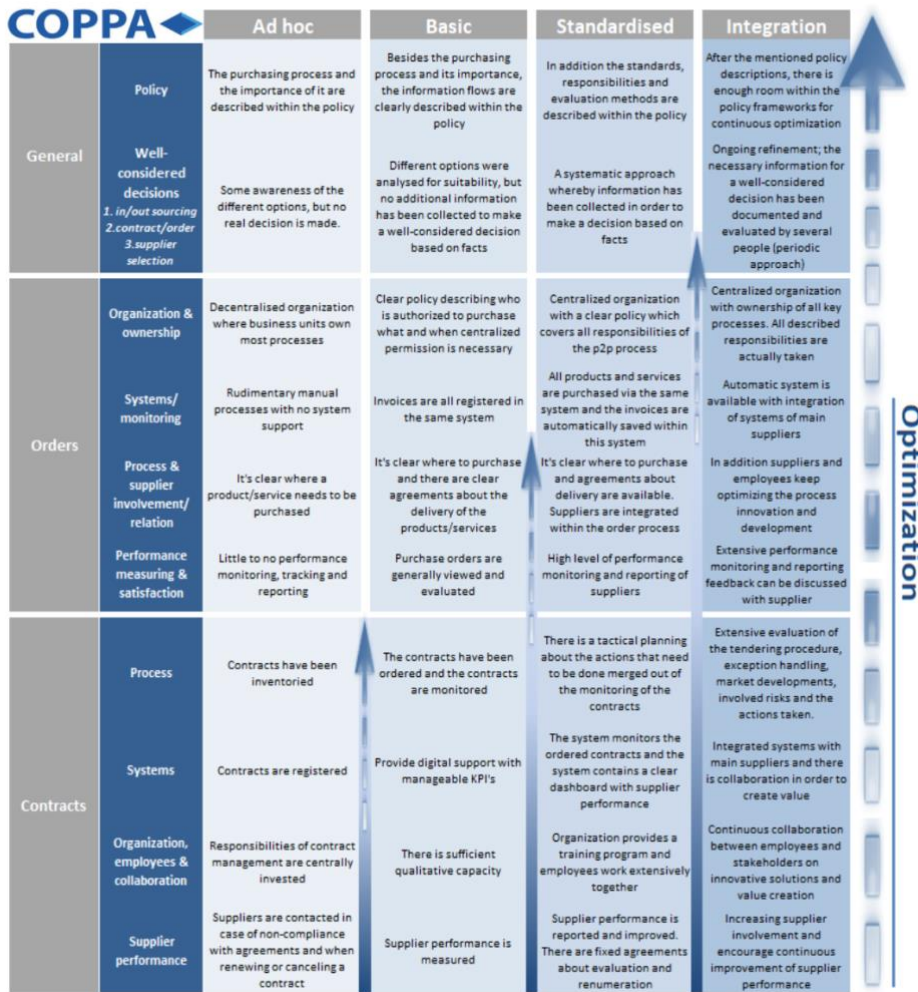 COPPA
Ad hoc
Basic
Standardised
Integration
General
Policy
The purchasing process and
the importance of it are
described within the policy
Besides the purchasing
process and its importance,
the information flows are
clearly described within the
policy
In addition the standards,
responsibilities and
evaluation methods are
described within the policy
After the mentioned policy
descriptions, there is
enough room within the
policy frameworks for
continuous optimization
Well-
considered
decisions
1. in/out sourcing
2.contract/order
3.supplier
selection
Some awareness of the
different options, but no
real decision is made.
Different options were
analysed for suitability, but
no additional information
has been collected to make
a well-considered decision
based on facts
A systematic approach
whereby information has
been collected in order to
make a decision based on
facts
Ongoing refinement; the
necessary information for
a well-considered
decision has been
documented and
evaluated by several
people (periodic
approach)
Orders
Organization &
ownership
Decentralised organization
where business units own
most processes
Clear policy describing who
is authorized to purchase
what and when centralized
permission is necessary
Centralized organization
with a clear policy which
covers all responsibilities of
the p2p process
Centralized organization
with ownership of all key
processes. All described
responsibilities are
actually taken
Systems/
monitoring
Rudimentary manual
processes with no system
support
Invoices are all registered in
the same system
All products and services
are purchased via the same
system and the invoices are
automatically saved within
this system
Automatic system is
available with integration
of systems of main
suppliers
Process &
supplier
involvement/
relation
It's clear where a
product/service needs to be
purchased
It's clear where to purchase
and there are clear
agreements about the
delivery of the
products/services
It's clear where to purchase
and agreements about
delivery are available.
Suppliers are integrated
within the order process
In addition suppliers and
employees keep
optimizing the process
innovation and
development
Performance
measuring &
satisfaction
Little to no performance
monitoring, tracking and
reporting
Purchase orders are
generally viewed and
evaluated
High level of performance
monitoring and reporting of
suppliers
Extensive performance
monitoring and reporting
feedback can be discussed
with supplier
Contracts
Process
Contracts have been
inventoried
The contracts have been
ordered and the contracts
are monitored
There is a tactical planning
about the actions that need
to be done merged out of
the monitoring of the
contracts
Extensive evaluation of
the tendering procedure,
exception handling,
market developments,
involved risks and the
actions taken.
Systems
Contracts are registered
Provide digital support with
manageable KPI's
The system monitors the
ordered contracts and the
system contains a clear
dashboard with supplier
performance
Integrated systems with
main suppliers and there
is collaboration in order to
create value
Organization,
employees &
collaboration
Responsibilities of contract
management are centrally
invested
There is sufficient
qualitative capacity
Organization provides a
training program and
employees work extensively
together
Continuous collaboration
between employees and
stakeholders on
innovative solutions and
value creation
Supplier
performance
Suppliers are contacted in
case of non-compliance
with agreements and when
renewing or canceling a
contract
Supplier performance is
measured
Supplier performance is
reported and improved.
There are fixed agreements
about evaluation and
renumeration
Increasing supplier
involvement and
encourage continuous
improvement of supplier
performance
Optimization